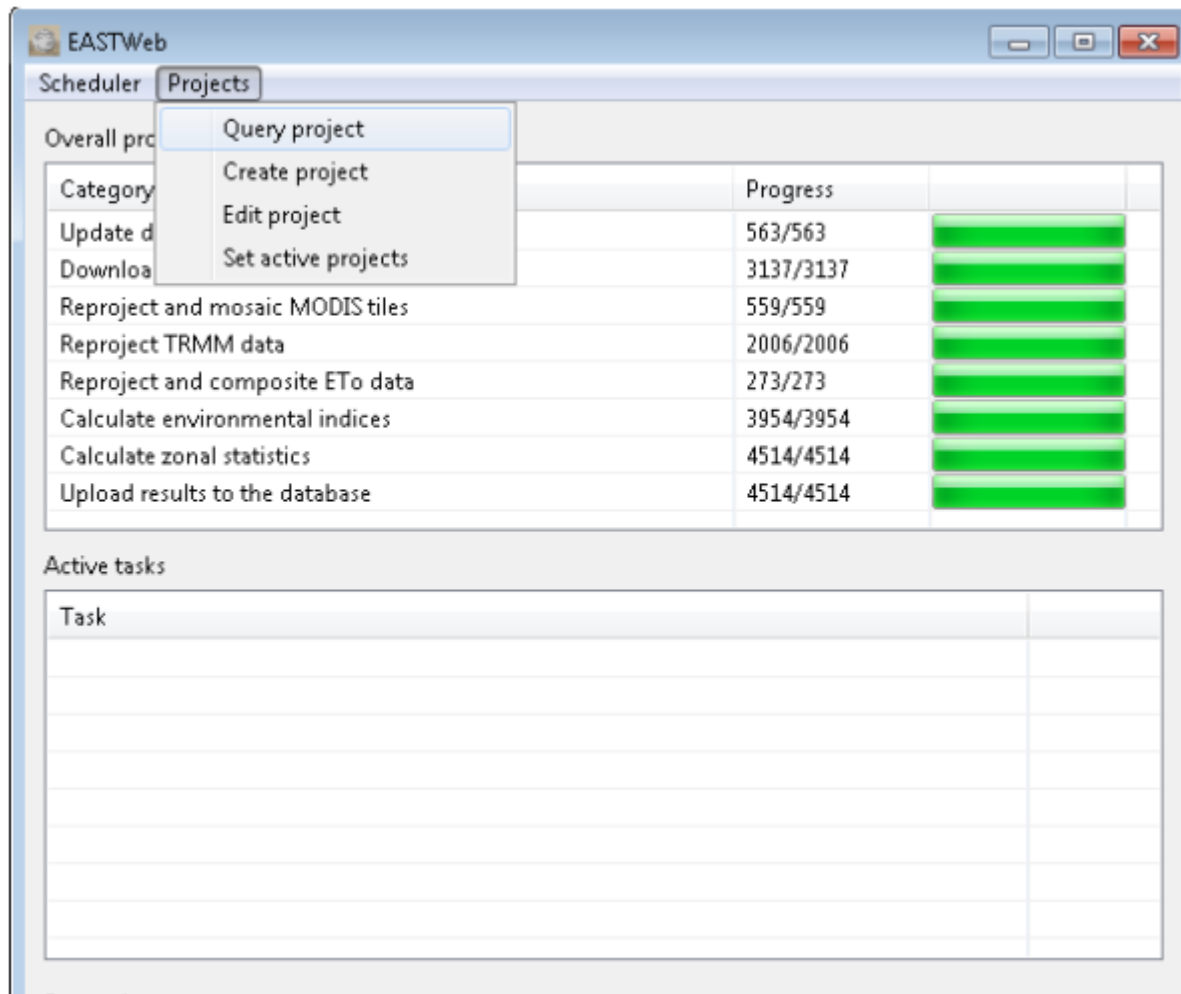 EASTWeb
Scheduler Projects
Query project
Create project
Edit project
Set active projects
Overall pro
Category Progress
Update d 563/563
Downloa 3137/3137
Reproject and mosaic MODIS tiles 559/559
Reproject TRMM data 2006/2006
Reproject and composite ETo data 273/273
Calculate environmental indices 3954/3954
Calculate zonal statistics 4514/4514
Upload results to the database 4514/4514
Active tasks
Task